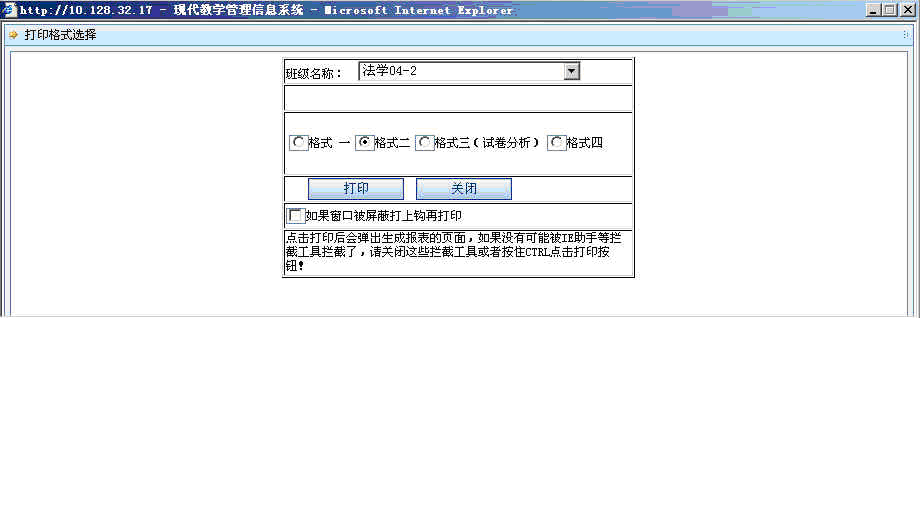 http://10.128.32.17 - 现代教学管理信息系统 - Microsoft Internet Explorer
打印格式选择
班级名称： 法学04-2
格式 一 格式二 格式三（试卷分析） 格式四
打印 关闭
如果窗口被屏蔽打上钩再打印
点击打印后会弹出生成报表的页面，如果没有可能被IE助手等拦
截工具拦截了，请关闭这些拦截工具或者按住CTRL点击打印按
钮！